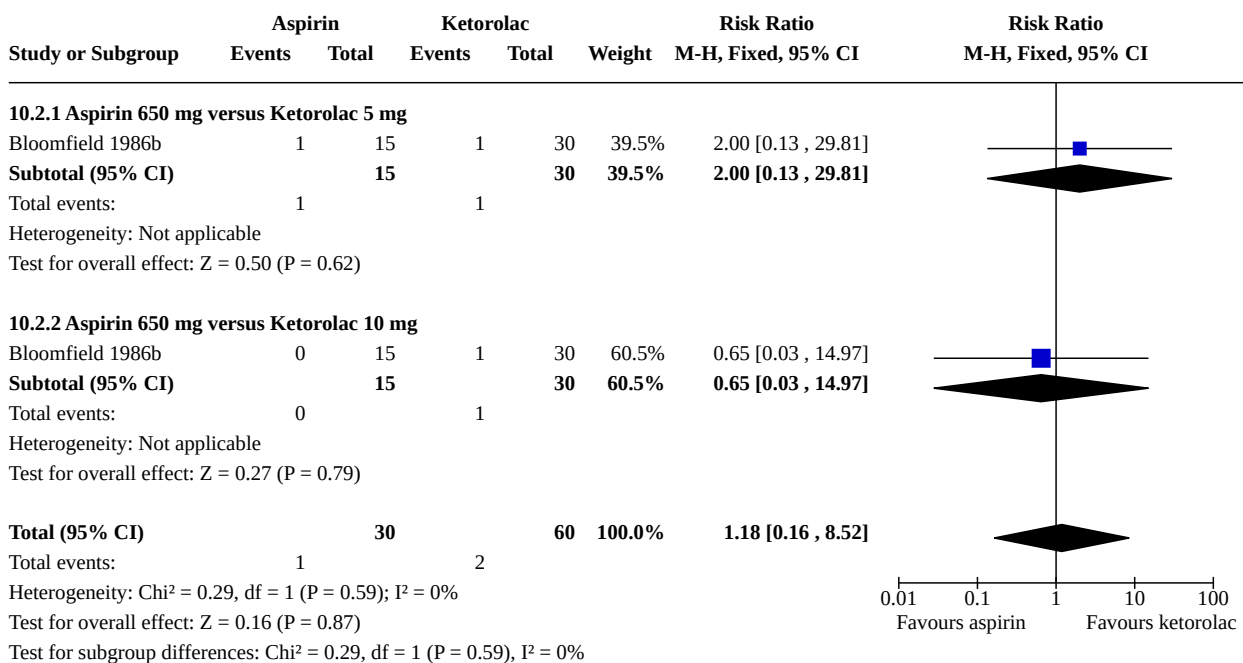 Aspirin Ketorolac Risk Ratio Risk Ratio
Study or Subgroup Events Total Events Total Weight M-H, Fixed, 95% CI M-H, Fixed, 95% CI
10.2.1 Aspirin 650 mg versus Ketorolac 5 mg
Bloomfield 1986b 1 15 1 30 39.5% 2.00 [0.13 , 29.81]
Subtotal (95% CI) 15 30 39.5% 2.00 [0.13 , 29.81]
Total events: 1 1
Heterogeneity: Not applicable
Test for overall effect: Z = 0.50 (P = 0.62)
10.2.2 Aspirin 650 mg versus Ketorolac 10 mg
Bloomfield 1986b 0 15 1 30 60.5% 0.65 [0.03 , 14.97]
Subtotal (95% CI) 15 30 60.5% 0.65 [0.03 , 14.97]
Total events: 0 1
Heterogeneity: Not applicable
Test for overall effect: Z = 0.27 (P = 0.79)
Total (95% CI) 30 60 100.0% 1.18 [0.16 , 8.52]
Total events: 1 2
Heterogeneity: Chi² = 0.29, df = 1 (P = 0.59); I² = 0%
0.01 0.1 1 10 100
Test for overall effect: Z = 0.16 (P = 0.87)
Favours aspirin Favours ketorolac
Test for subgroup differences: Chi² = 0.29, df = 1 (P = 0.59), I² = 0%